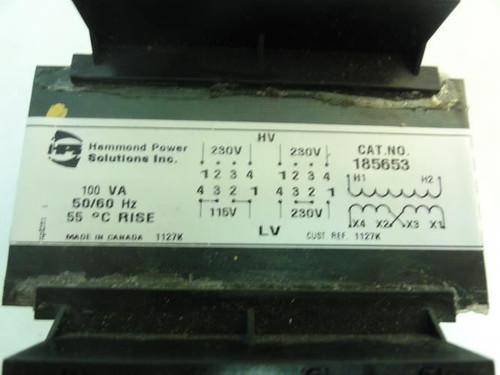 Hammond Power
Solutions Inc.
100 VA
50/60 Hz
55 °C RISE
MADE IN CANADA 1127K
HV
230V 230V
1 2 3 4 1 2 3 4
4 3 2 1 4 3 2 1
115V 230V
LV
CAT.NO.
185653
H1 H2
X4 X2 X3 X1
CUST. REF. 1127K